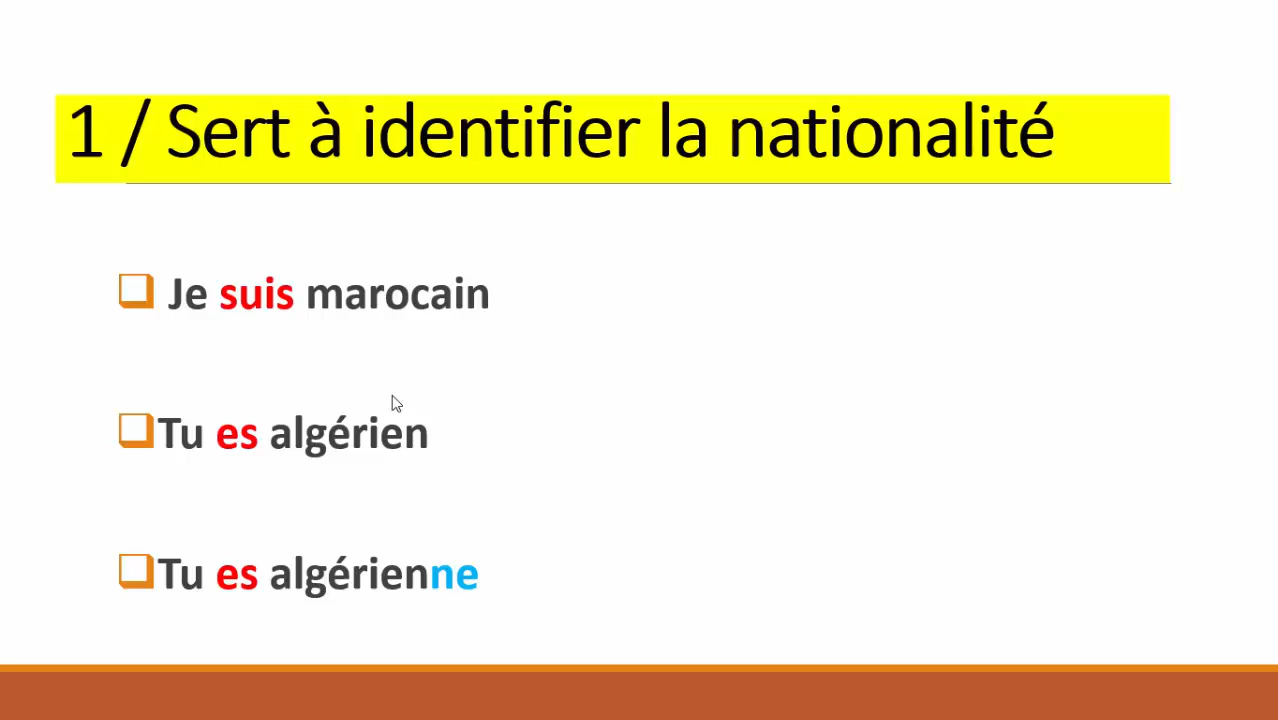 1 / Sert à identifier la nationalité
Je suis marocain
Tu es algérien
Tu es algérienne